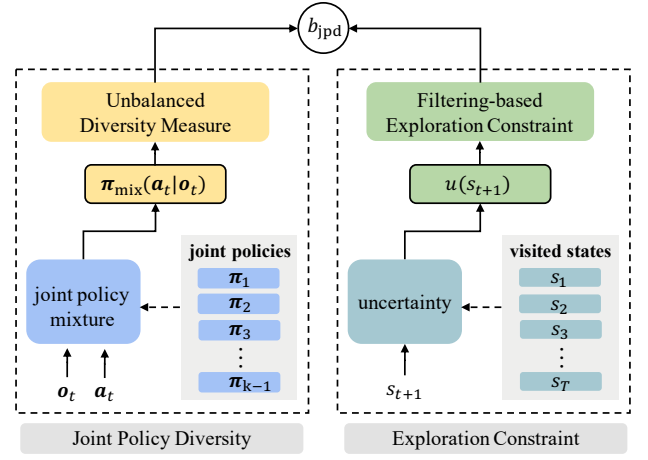 b_jpd
Unbalanced
Diversity Measure
π_mix(a_t|o_t)
joint policies
π_1
π_2
π_3
⋮
π_k−1
joint policy
mixture
o_t a_t
Joint Policy Diversity
Filtering-based
Exploration Constraint
u(s_t+1)
visited states
s_1
s_2
s_3
⋮
s_T
uncertainty
s_t+1
Exploration Constraint